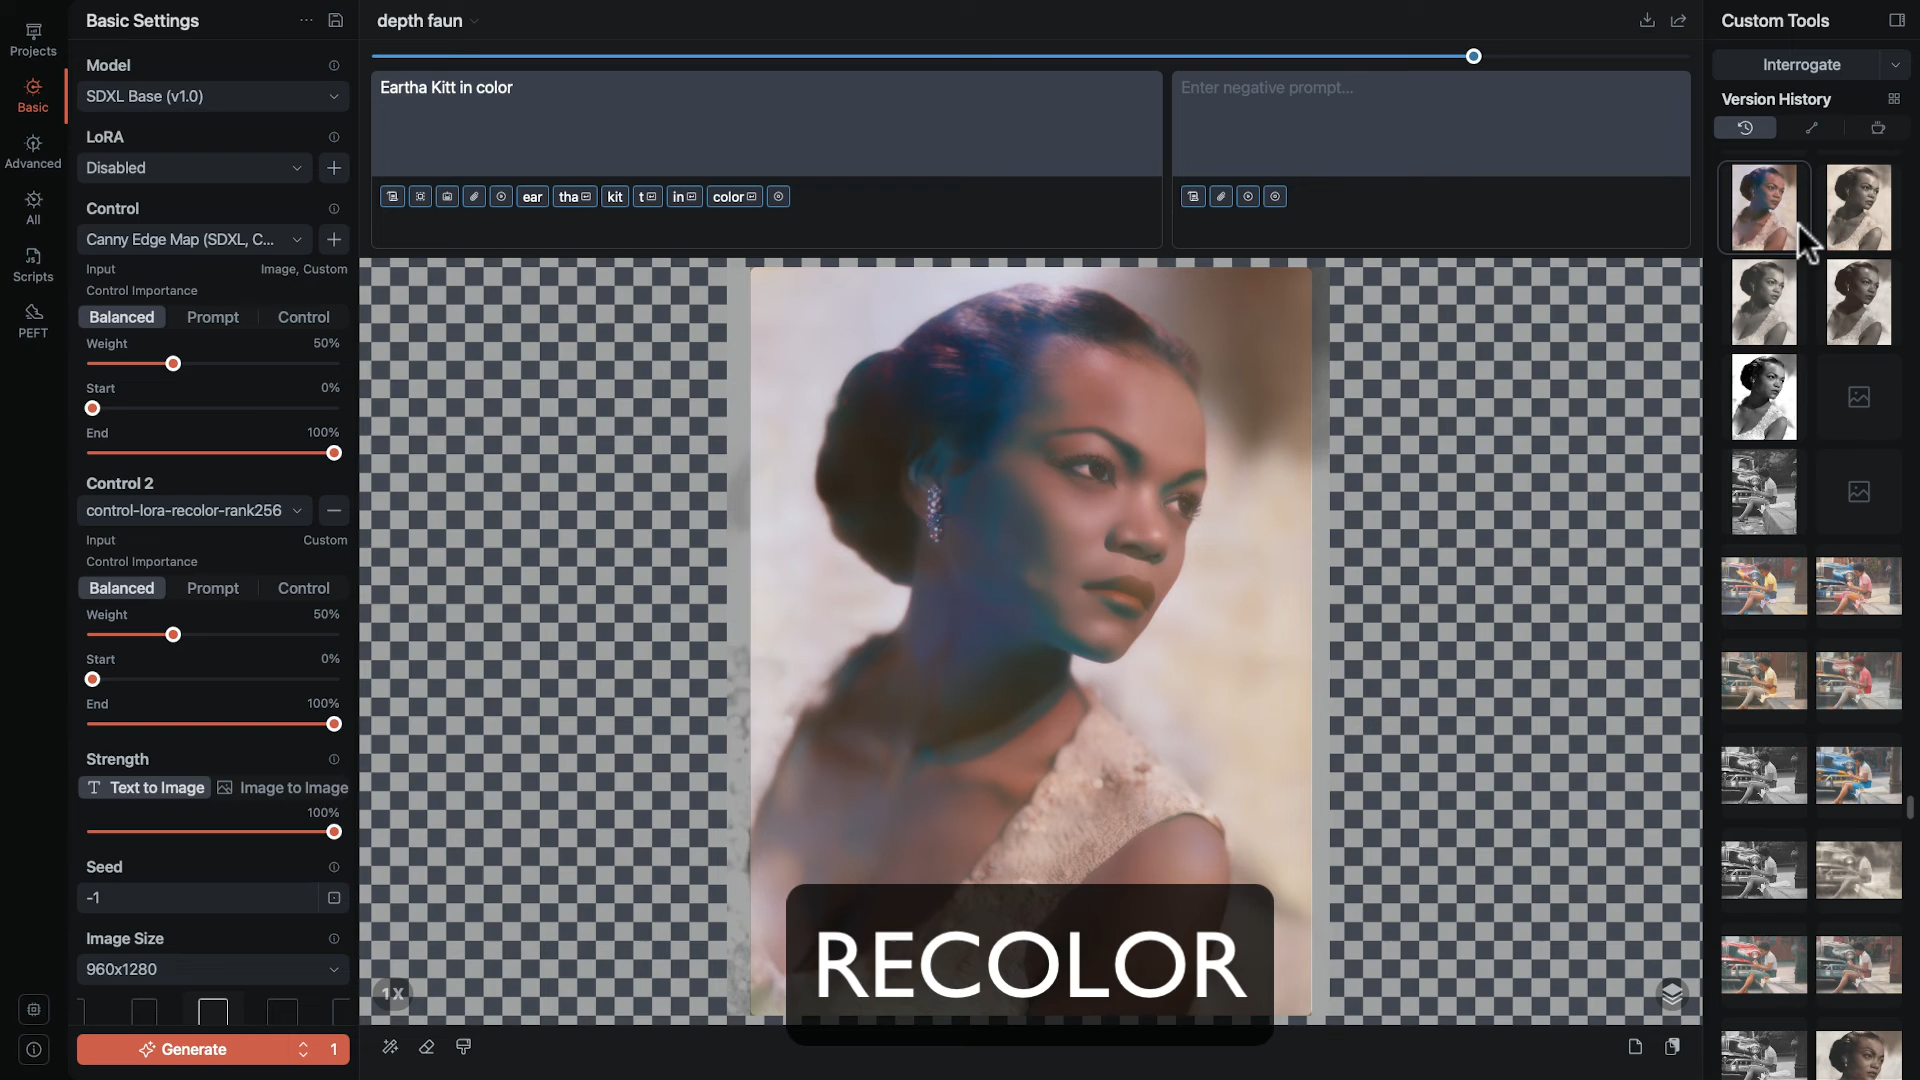 Projects
Basic
Advanced
All
Scripts
PEFT
Basic Settings
Model
SDXL Base (v1.0)
LoRA
Disabled
Control
Canny Edge Map (SDXL, C...
Input Image, Custom
Control Importance
Balanced Prompt Control
Weight 50%
Start 0%
End 100%
Control 2
control-lora-recolor-rank256
Input Custom
Control Importance
Balanced Prompt Control
Weight 50%
Start 0%
End 100%
Strength
Text to Image Image to Image
100%
Seed
-1
Image Size
960x1280
Generate 1
depth faun
Eartha Kitt in color
Enter negative prompt...
ear tha kit t in color
1X
RECOLOR
Custom Tools
Interrogate
Version History